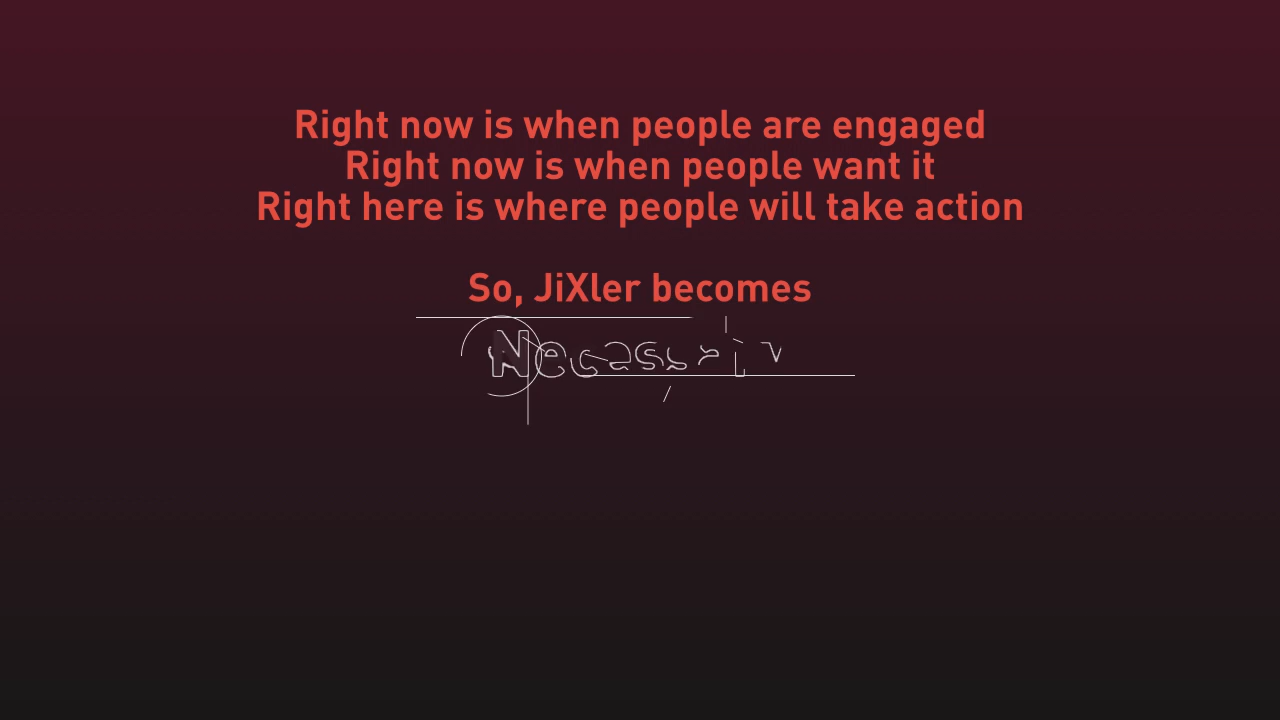 Right now is when people are engaged
Right now is when people want it
Right here is where people will take action
So, JiXler becomes